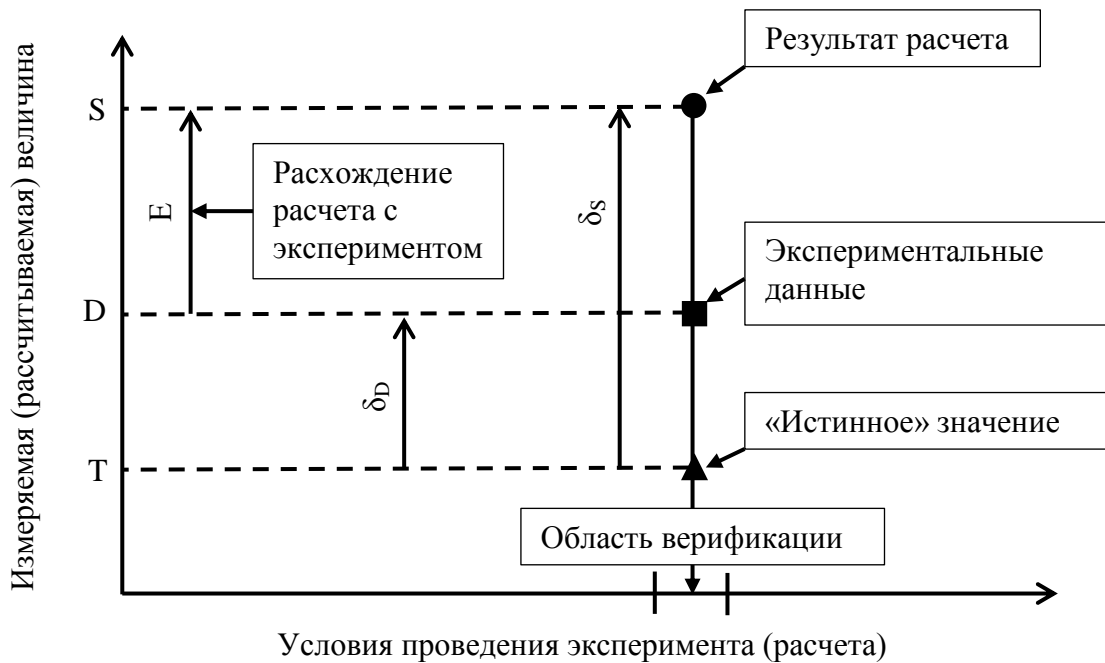 Измеряемая (рассчитываемая) величина
Результат расчета
S
Расхождение
расчета с
экспериментом
E
δS
Экспериментальные
данные
D
δD
«Истинное» значение
T
Область верификации
Условия проведения эксперимента (расчета)